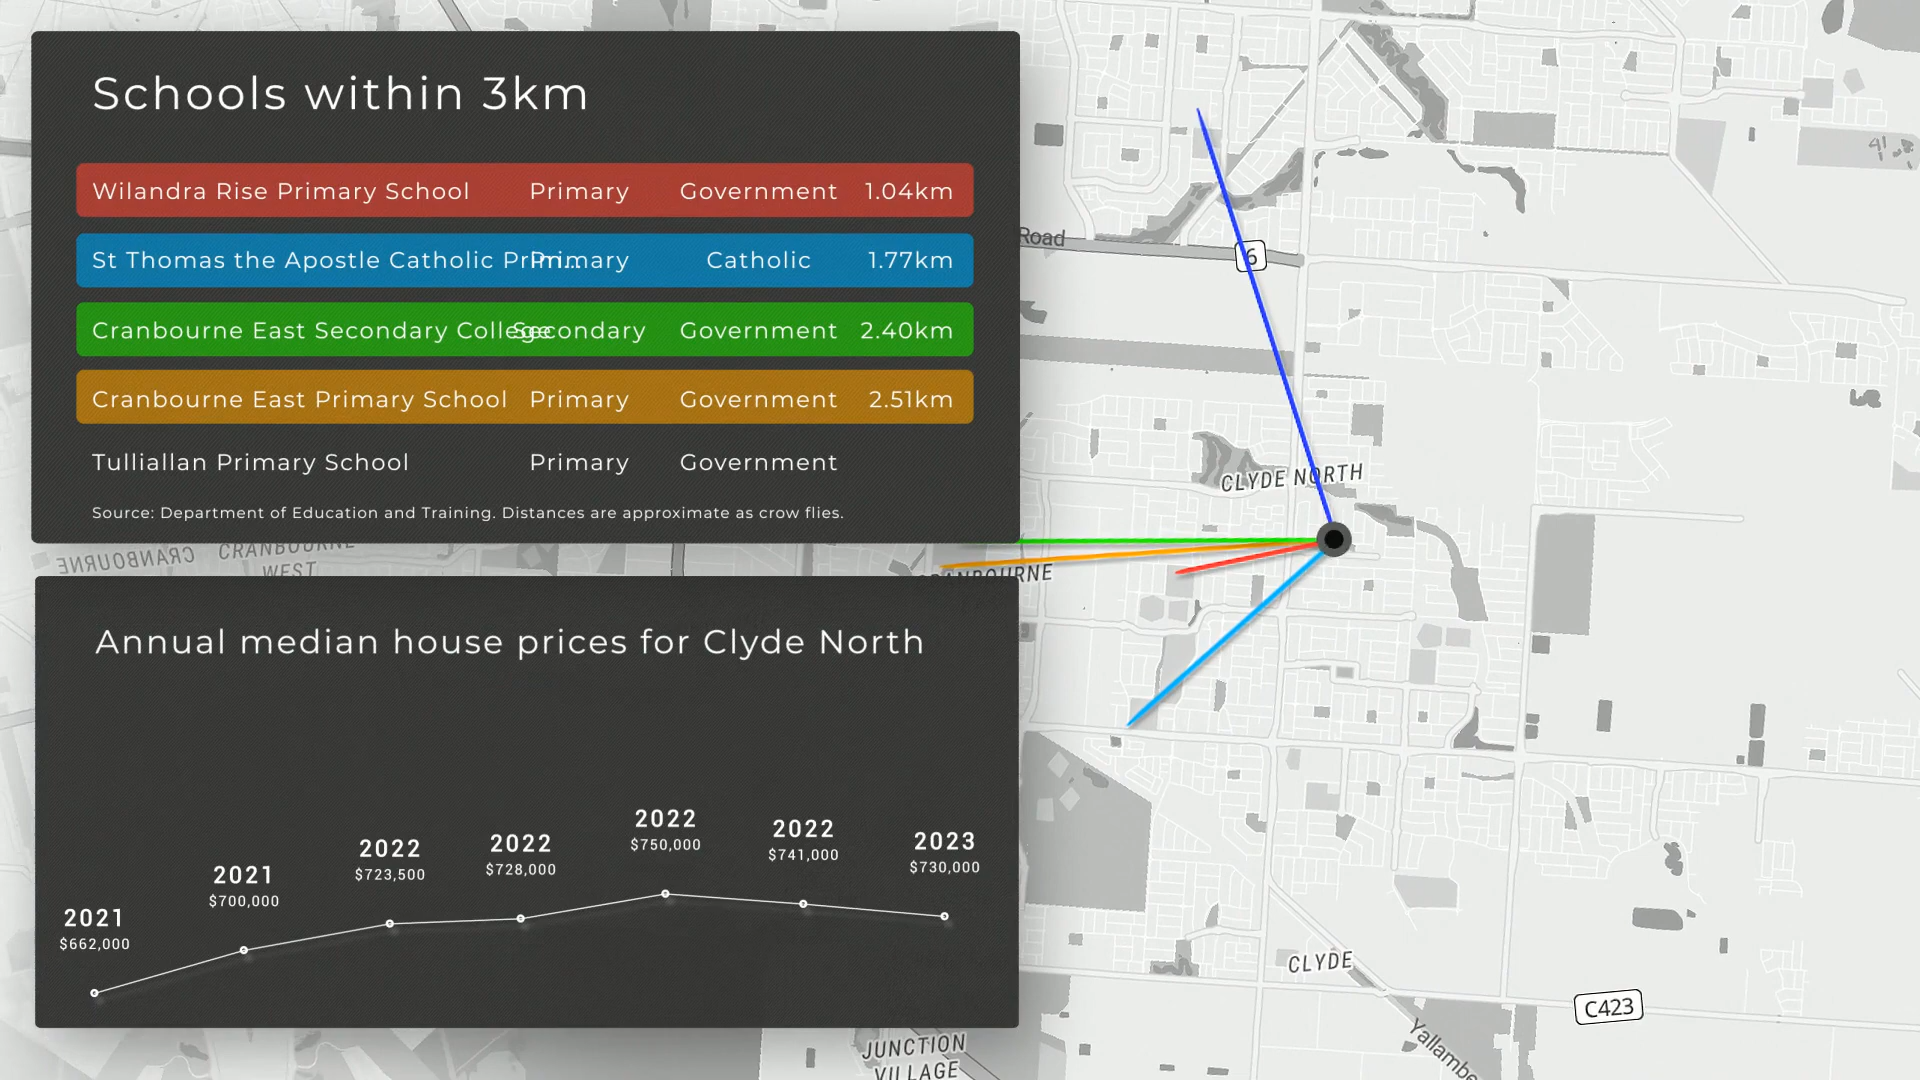 Schools within 3km
Wilandra Rise Primary School Primary Government 1.04km
St Thomas the Apostle Catholic Prim... Primary Catholic 1.77km
Cranbourne East Secondary College Secondary Government 2.40km
Cranbourne East Primary School Primary Government 2.51km
Tulliallan Primary School Primary Government
Source: Department of Education and Training. Distances are approximate as crow flies.
Road
6
CLYDE NORTH
CRANBOURNE
CRANBOURNE
WEST
CRANBOURNE
Annual median house prices for Clyde North
2021
$662,000
2021
$700,000
2022
$723,500
2022
$728,000
2022
$750,000
2022
$741,000
2023
$730,000
CLYDE
C423
Yallambe
JUNCTION
VILLAGE